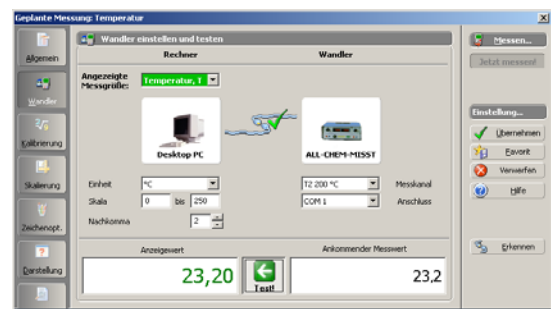 Geplante Messung: Temperatur
Allgemein
Wandler
Kalibrierung
Skalierung
Zeichenopt.
Darstellung
Wandler einstellen und testen
Rechner Wandler
Angezeigte Messgröße: Temperatur, T
Desktop PC ALL-CHEM-MISST
Einheit °C T2 200 °C Messkanal
Skala 0 bis 250 COM 1 Anschluss
Nachkomma 2
Anzeigewert Ankommender Messwert
23,20 Test! 23,2
Messen...
Jetzt messen!
Einstellung...
Übernehmen
Favorit
Verwerfen
Hilfe
Erkennen